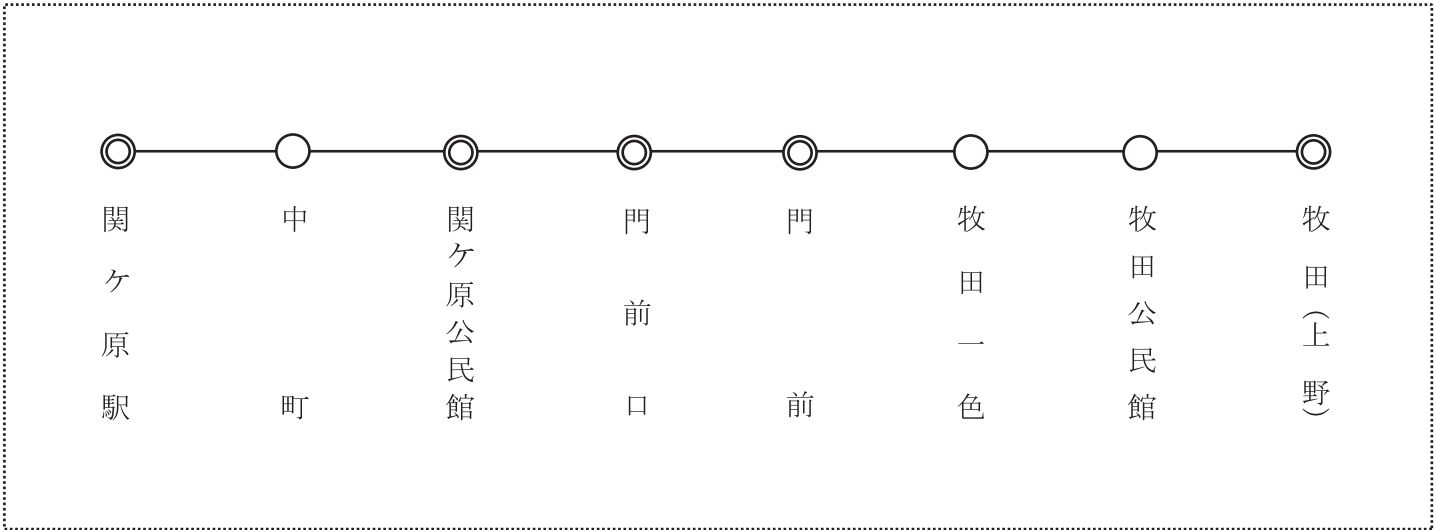 関ケ原駅
中町
関ケ原公民館
門前口
門前
牧田一色
牧田公民館
牧田(上野)